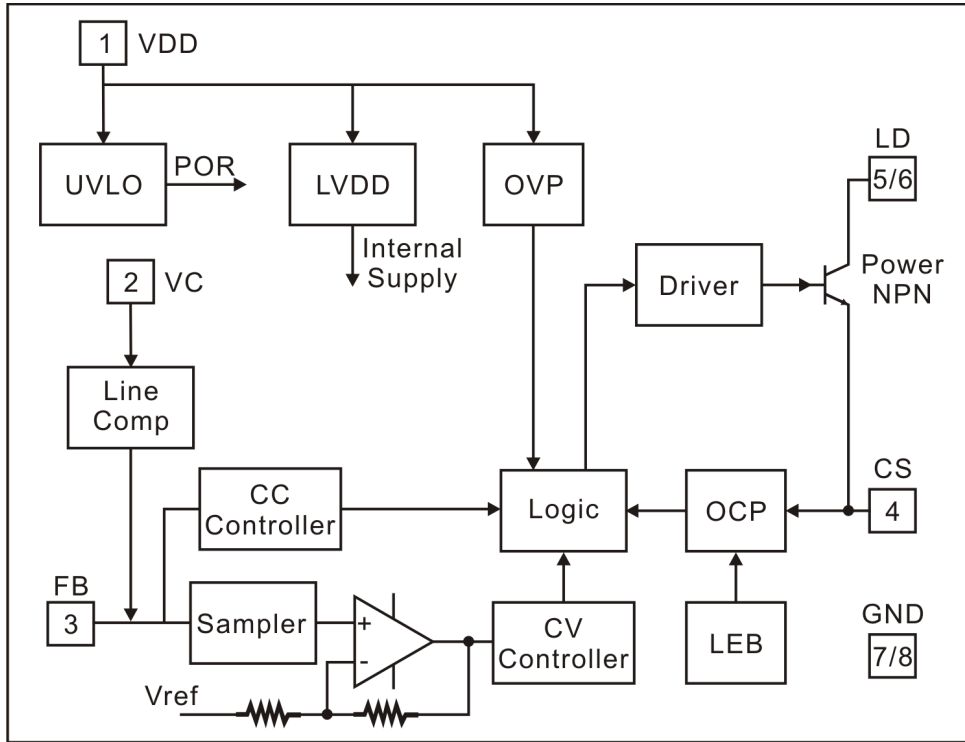 1 VDD
UVLO
POR
LVDD
Internal
Supply
OVP
LD
5/6
Driver
Power
NPN
2 VC
Line
Comp
CC
Controller
Logic
OCP
CS
4
FB
3
Sampler
+
-
Vref
CV
Controller
LEB
GND
7/8